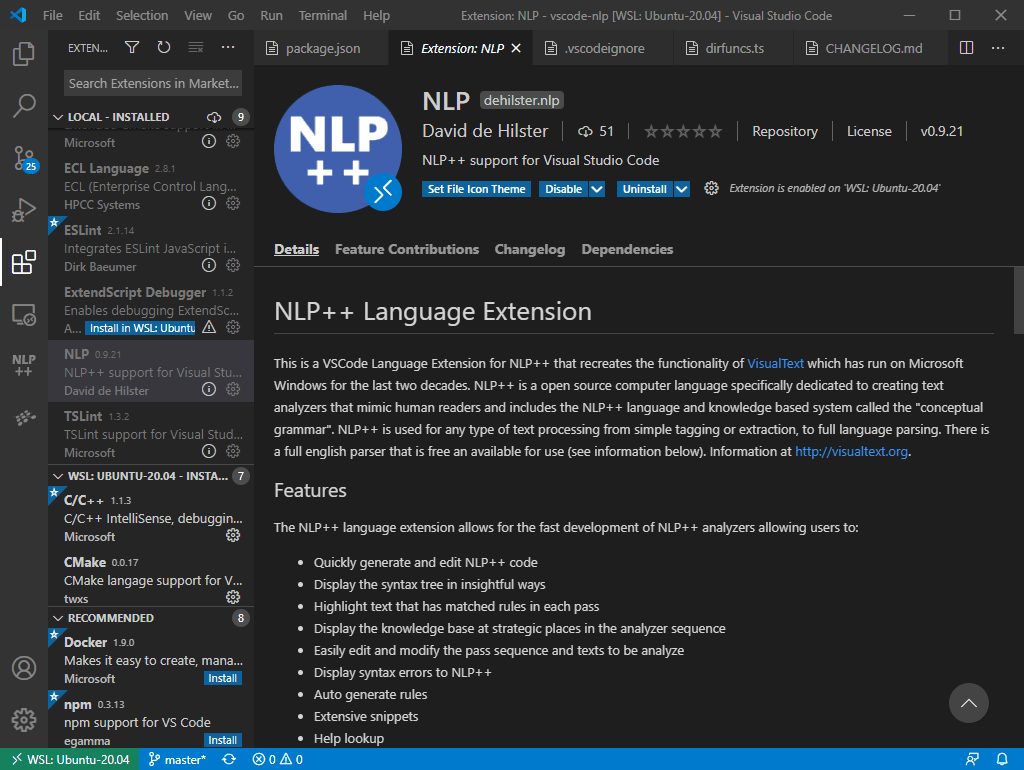 File Edit Selection View Go Run Terminal Help Extension: NLP - vscode-nlp [WSL: Ubuntu-20.04] - Visual Studio Code
EXTEN... ...
package.json Extension: NLP .vscodeignore dirfuncs.ts CHANGELOG.md ...
Search Extensions in Market...
LOCAL - INSTALLED 9
Microsoft
ECL Language 2.8.1
ECL (Enterprise Control Lang...
HPCC Systems
25
ESLint 2.1.14
Integrates ESLint JavaScript i...
Dirk Baeumer
ExtendScript Debugger 1.1.2
Enables debugging ExtendSc...
A... Install in WSL: Ubuntu
NLP 0.9.21
NLP++ support for Visual Stu...
David de Hilster
NLP
++
TSLint 1.3.2
TSLint support for Visual Stud...
Microsoft
WSL: UBUNTU-20.04 - INSTA... 7
C/C++ 1.1.3
C/C++ IntelliSense, debuggin...
Microsoft
CMake 0.0.17
CMake langage support for V...
twxs
RECOMMENDED 8
Docker 1.9.0
Makes it easy to create, mana...
Microsoft Install
npm 0.3.13
npm support for VS Code
egamma Install
NLP
++
NLP dehilster.nlp
David de Hilster 51 Repository License v0.9.21
NLP++ support for Visual Studio Code
Set File Icon Theme Disable Uninstall Extension is enabled on 'WSL: Ubuntu-20.04'
Details Feature Contributions Changelog Dependencies
NLP++ Language Extension
This is a VSCode Language Extension for NLP++ that recreates the functionality of VisualText which has run on Microsoft
Windows for the last two decades. NLP++ is a open source computer language specifically dedicated to creating text
analyzers that mimic human readers and includes the NLP++ language and knowledge based system called the "conceptual
grammar". NLP++ is used for any type of text processing from simple tagging or extraction, to full language parsing. There is
a full english parser that is free an available for use (see information below). Information at http://visualtext.org.
Features
The NLP++ language extension allows for the fast development of NLP++ analyzers allowing users to:
• Quickly generate and edit NLP++ code
• Display the syntax tree in insightful ways
• Highlight text that has matched rules in each pass
• Display the knowledge base at strategic places in the analyzer sequence
• Easily edit and modify the pass sequence and texts to be analyze
• Display syntax errors to NLP++
• Auto generate rules
• Extensive snippets
• Help lookup
WSL: Ubuntu-20.04 master* 0 0